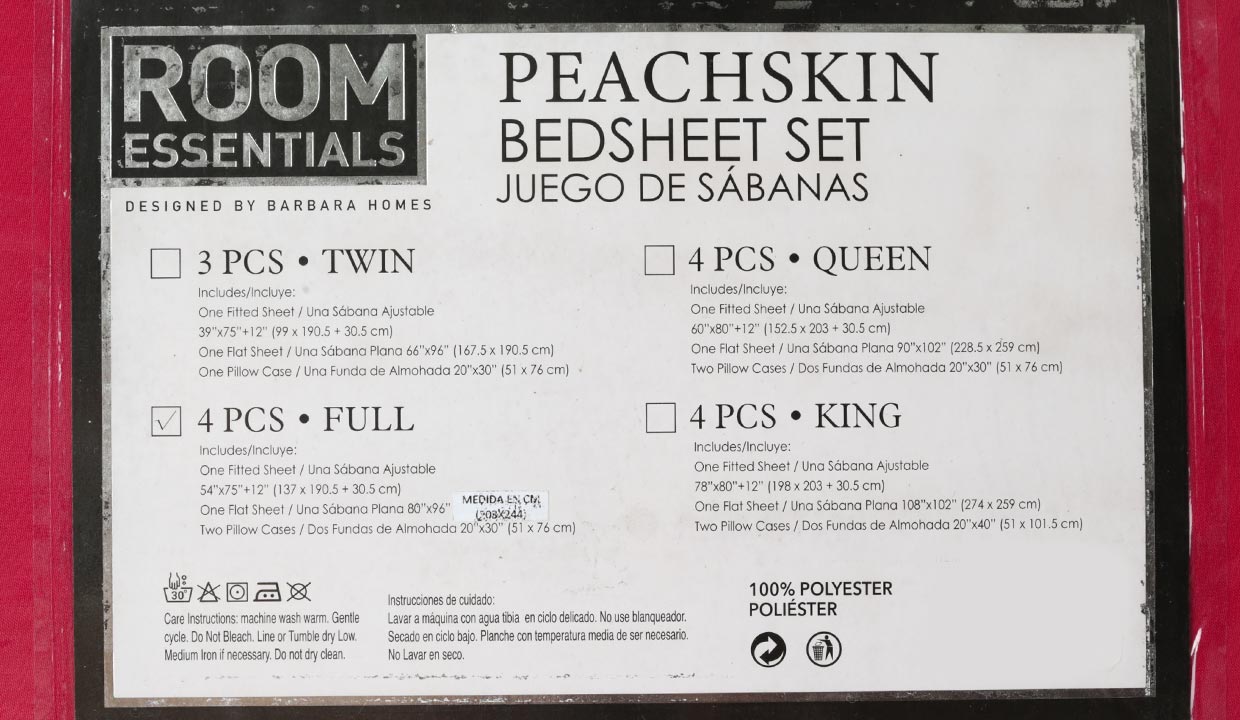 ROOM
ESSENTIALS
DESIGNED BY BARBARA HOMES
PEACHSKIN
BEDSHEET SET
JUEGO DE SÁBANAS
3 PCS • TWIN
Includes/Incluye:
One Fitted Sheet / Una Sábana Ajustable
39”x75”+12” (99 x 190.5 + 30.5 cm)
One Flat Sheet / Una Sábana Plana 66”x96” (167.5 x 190.5 cm)
One Pillow Case / Una Funda de Almohada 20”x30” (51 x 76 cm)
4 PCS • QUEEN
Includes/Incluye:
One Fitted Sheet / Una Sábana Ajustable
60”x80”+12” (152.5 x 203 + 30.5 cm)
One Flat Sheet / Una Sábana Plana 90”x102” (228.5 x 259 cm)
Two Pillow Cases / Dos Fundas de Almohada 20”x30” (51 x 76 cm)
4 PCS • FULL
Includes/Incluye:
One Fitted Sheet / Una Sábana Ajustable
54”x75”+12” (137 x 190.5 + 30.5 cm)
One Flat Sheet / Una Sábana Plana 80”x96”
MEDIDA EN CM
(208X244)
Two Pillow Cases / Dos Fundas de Almohada 20”x30” (51 x 76 cm)
4 PCS • KING
Includes/Incluye:
One Fitted Sheet / Una Sábana Ajustable
78”x80”+12” (198 x 203 + 30.5 cm)
One Flat Sheet / Una Sábana Plana 108”x102” (274 x 259 cm)
Two Pillow Cases / Dos Fundas de Almohada 20”x40” (51 x 101.5 cm)
30°
Care Instructions: machine wash warm. Gentle
cycle. Do Not Bleach. Line or Tumble dry Low.
Medium Iron if necessary. Do not dry clean.
Instrucciones de cuidado:
Lavar a máquina con agua tibia en ciclo delicado. No use blanqueador.
Secado en ciclo bajo. Planche con temperatura media de ser necesario.
No Lavar en seco.
100% POLYESTER
POLIÉSTER